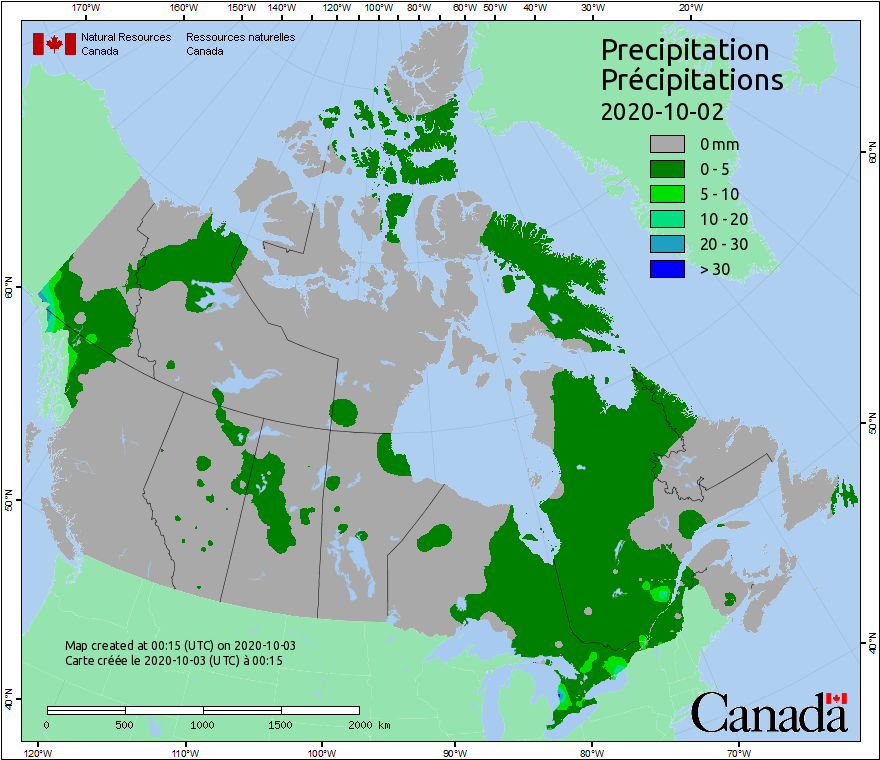 170°W 160°W 150°W 140°W 130°W 120°W 110°W 100°W 90°W 80°W 60°W 50°W 40°W 30°W 20°W
Natural Resources Ressources naturelles
Canada Canada
Precipitation
Précipitations
2020-10-02
0 mm
0 - 5
5 - 10
10 - 20
20 - 30
> 30
60°N
60°N
50°N
50°N
40°N
40°N
Map created at 00:15 (UTC) on 2020-10-03
Carte créée le 2020-10-03 (UTC) à 00:15
0 500 1000 1500 2000 km
Canada
120°W 110°W 100°W 90°W 80°W 70°W